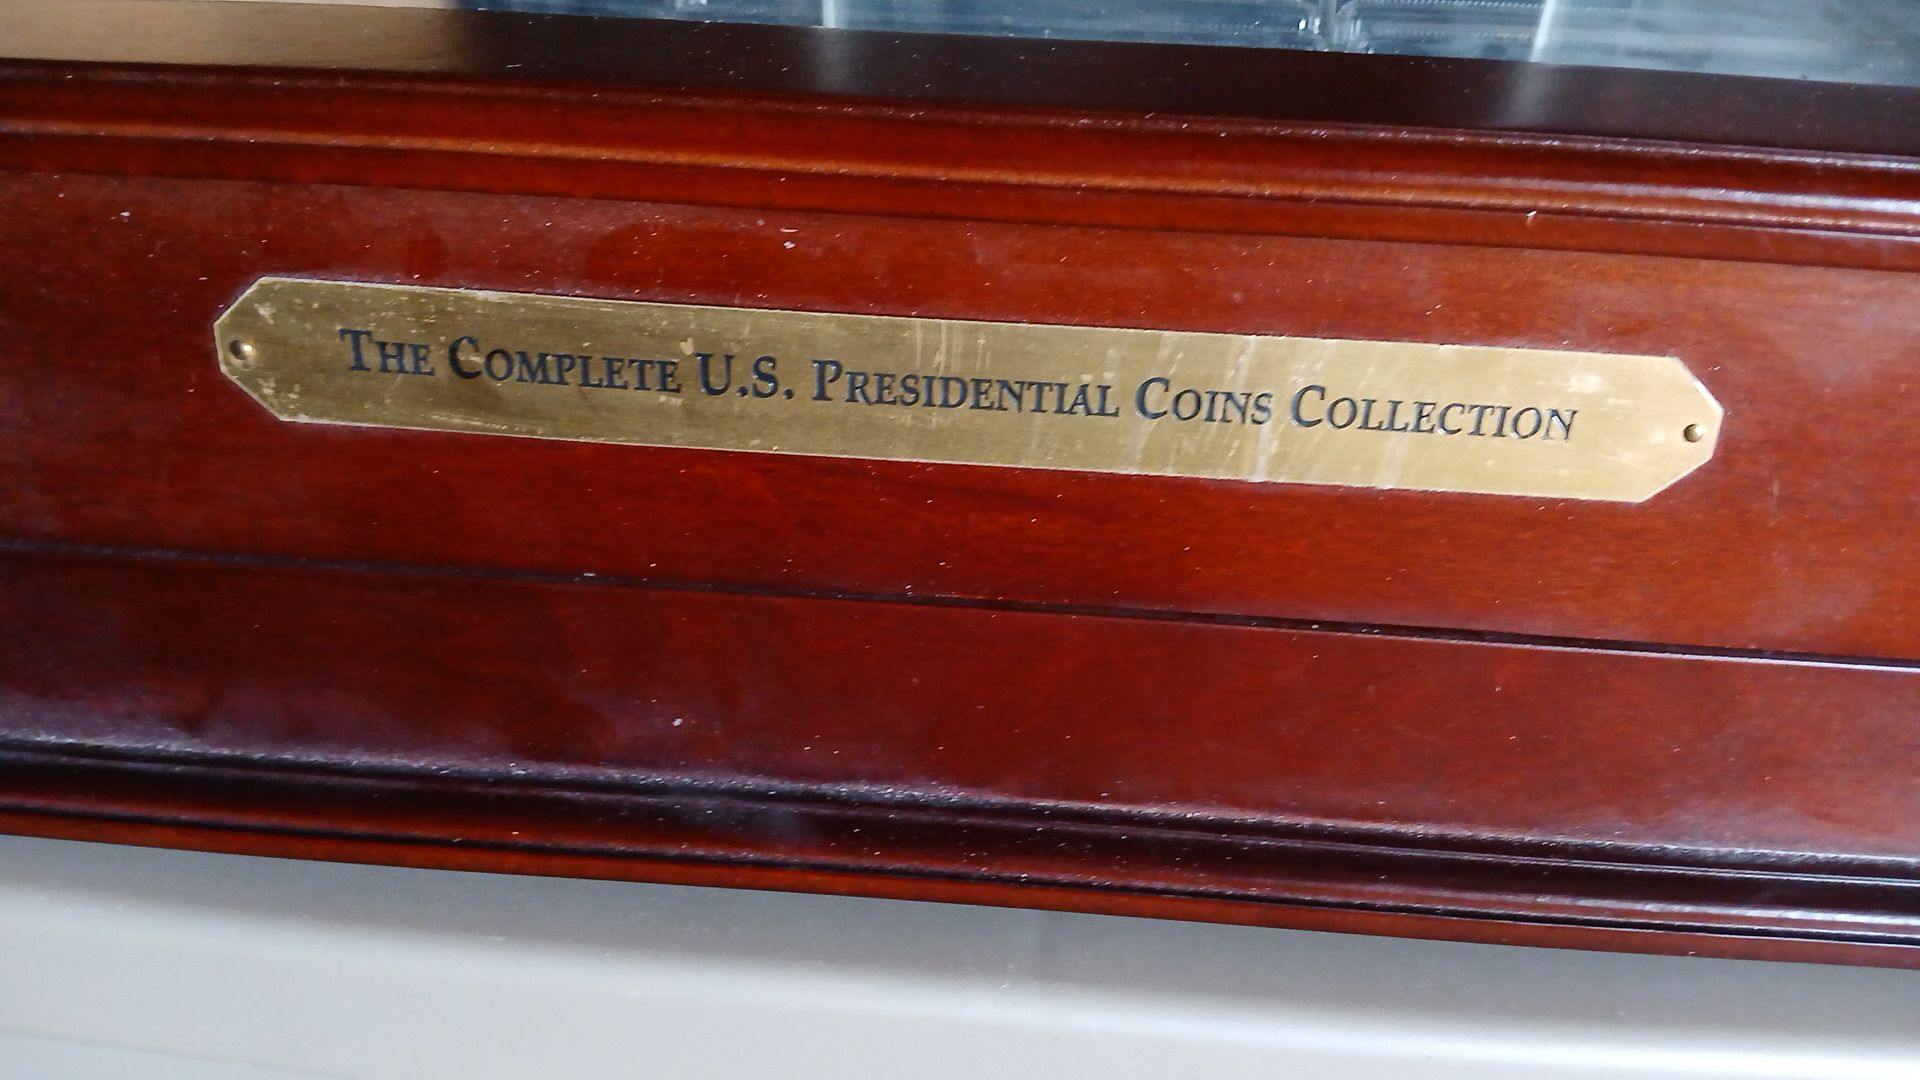 The Complete U.S. Presidential Coins Collection